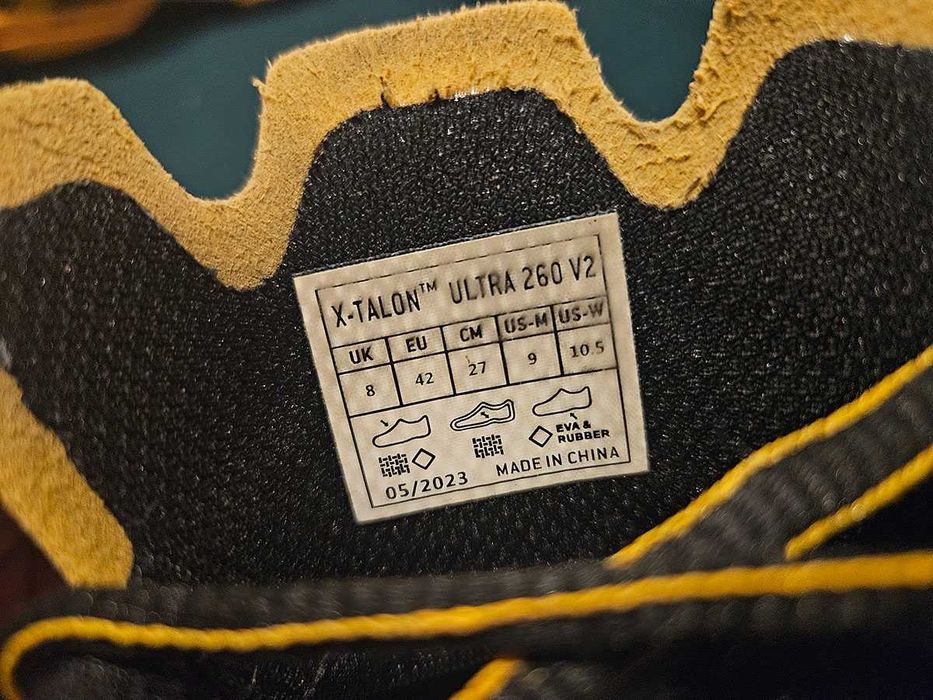 X-TALON™ ULTRA 260 V2
UK EU CM US-M US-W
8 42 27 9 10.5
EVA &
RUBBER
05/2023 MADE IN CHINA